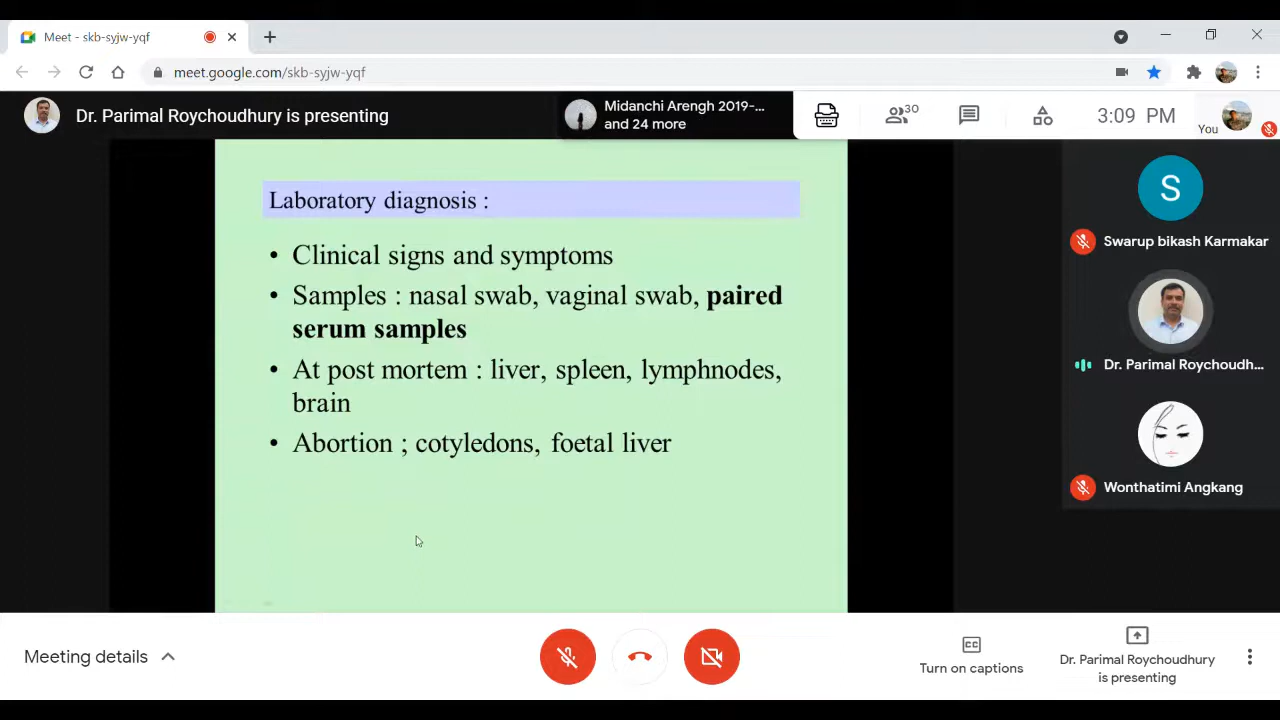 Meet - skb-syjw-yqf
meet.google.com/skb-syjw-yqf
Dr. Parimal Roychoudhury is presenting
Midanchi Arengh 2019-...
and 24 more
30
3:09 PM
You
Laboratory diagnosis :
• Clinical signs and symptoms
• Samples : nasal swab, vaginal swab, paired
serum samples
• At post mortem : liver, spleen, lymphnodes,
brain
• Abortion ; cotyledons, foetal liver
S
Swarup bikash Karmakar
Dr. Parimal Roychoudh...
Wonthatimi Angkang
Meeting details
CC
Turn on captions
Dr. Parimal Roychoudhury
is presenting